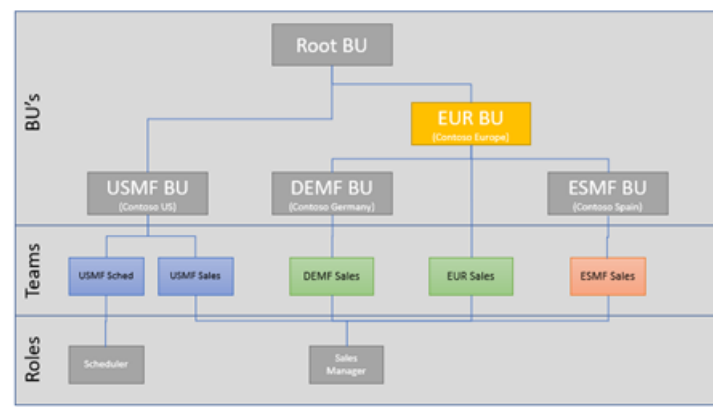 BU's
Root BU
EUR BU
(Contoso Europe)
USMF BU
(Contoso US)
DEMF BU
(Contoso Germany)
ESMF BU
(Contoso Spain)
Teams
USMF Sched
USMF Sales
DEMF Sales
EUR Sales
ESMF Sales
Roles
Scheduler
Sales
Manager